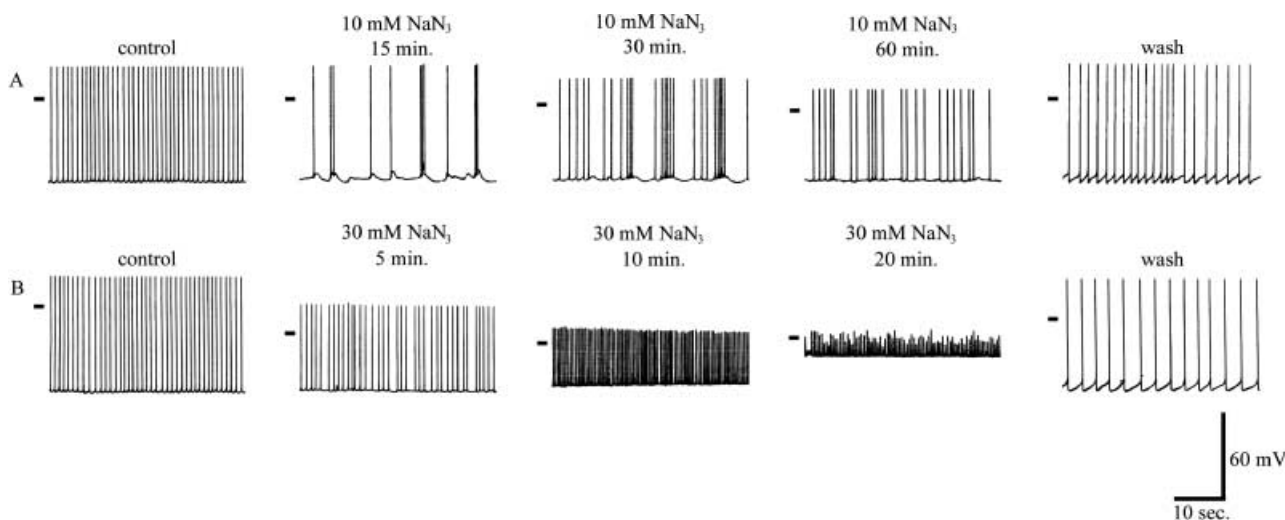 10 mM NaN₃ 10 mM NaN₃ 10 mM NaN₃
control 15 min. 30 min. 60 min. wash
A
30 mM NaN₃ 30 mM NaN₃ 30 mM NaN₃
control 5 min. 10 min. 20 min. wash
B
60 mV
10 sec.